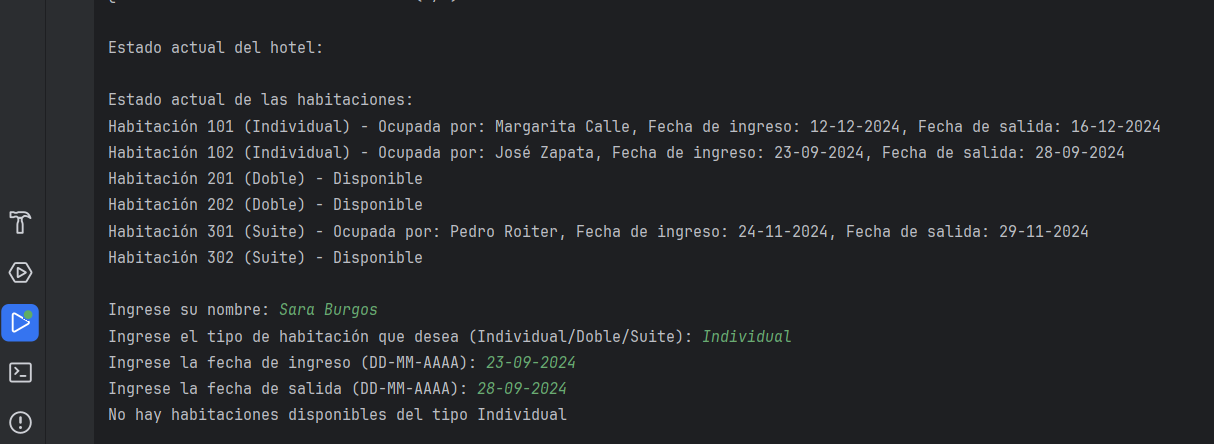 Estado actual del hotel:
Estado actual de las habitaciones:
Habitación 101 (Individual) - Ocupada por: Margarita Calle, Fecha de ingreso: 12-12-2024, Fecha de salida: 16-12-2024
Habitación 102 (Individual) - Ocupada por: José Zapata, Fecha de ingreso: 23-09-2024, Fecha de salida: 28-09-2024
Habitación 201 (Doble) - Disponible
Habitación 202 (Doble) - Disponible
Habitación 301 (Suite) - Ocupada por: Pedro Roiter, Fecha de ingreso: 24-11-2024, Fecha de salida: 29-11-2024
Habitación 302 (Suite) - Disponible
Ingrese su nombre: Sara Burgos
Ingrese el tipo de habitación que desea (Individual/Doble/Suite): Individual
Ingrese la fecha de ingreso (DD-MM-AAAA): 23-09-2024
Ingrese la fecha de salida (DD-MM-AAAA): 28-09-2024
No hay habitaciones disponibles del tipo Individual